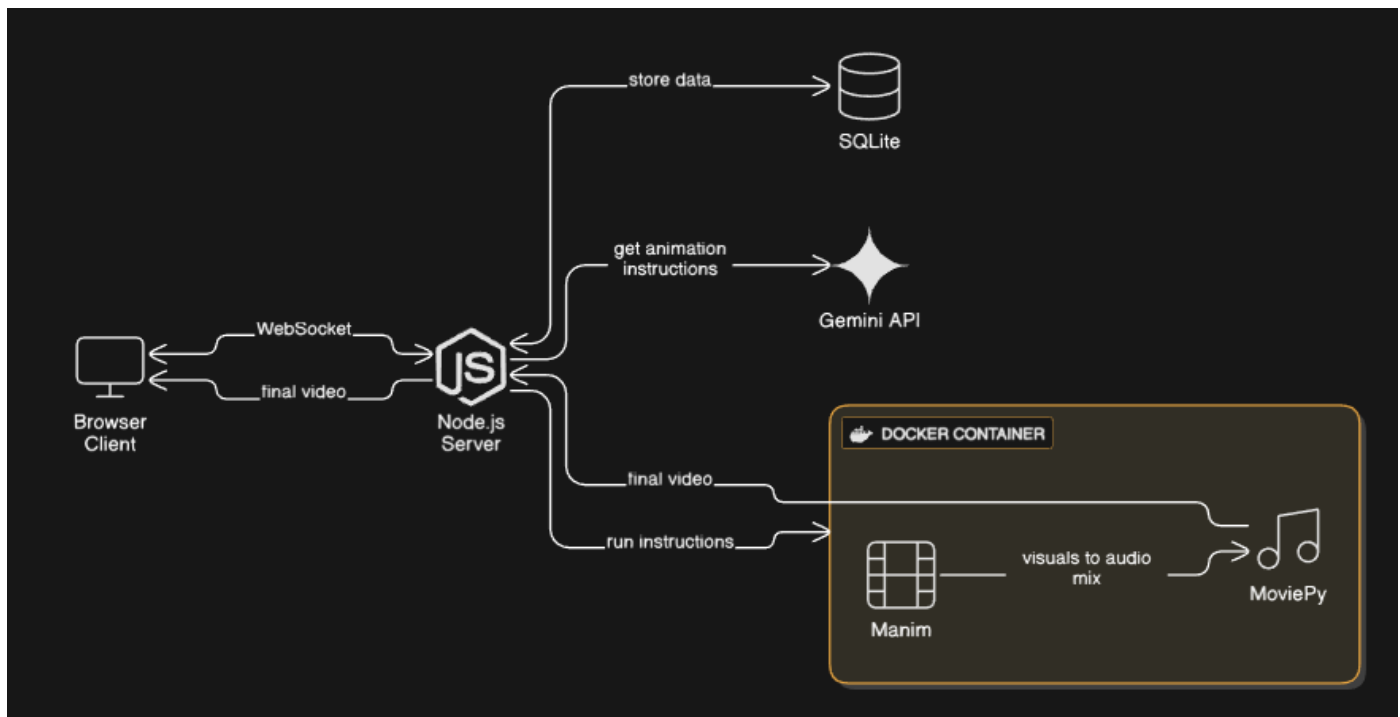 store data
SQLite
get animation
instructions
Gemini API
WebSocket
JS
final video
Browser
Client
Node.js
Server
DOCKER CONTAINER
final video
run instructions
visuals to audio
mix
Manim
MoviePy